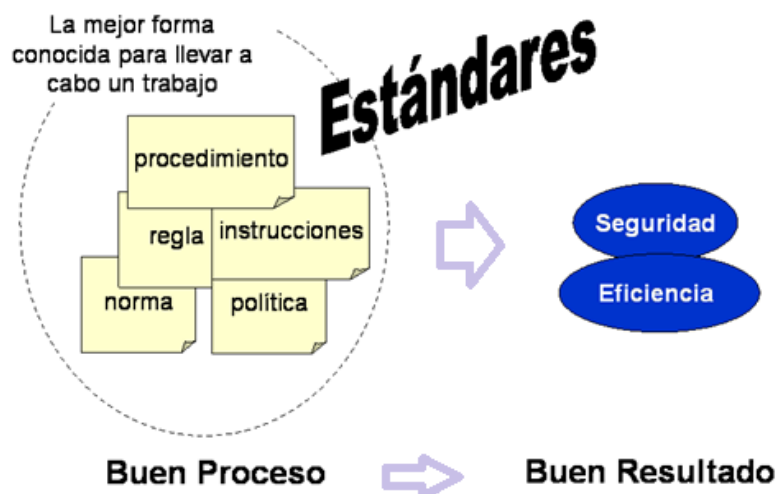 La mejor forma
conocida para llevar a
cabo un trabajo
Estándares
procedimiento
regla
instrucciones
norma
política
Seguridad
Eficiencia
Buen Proceso
Buen Resultado